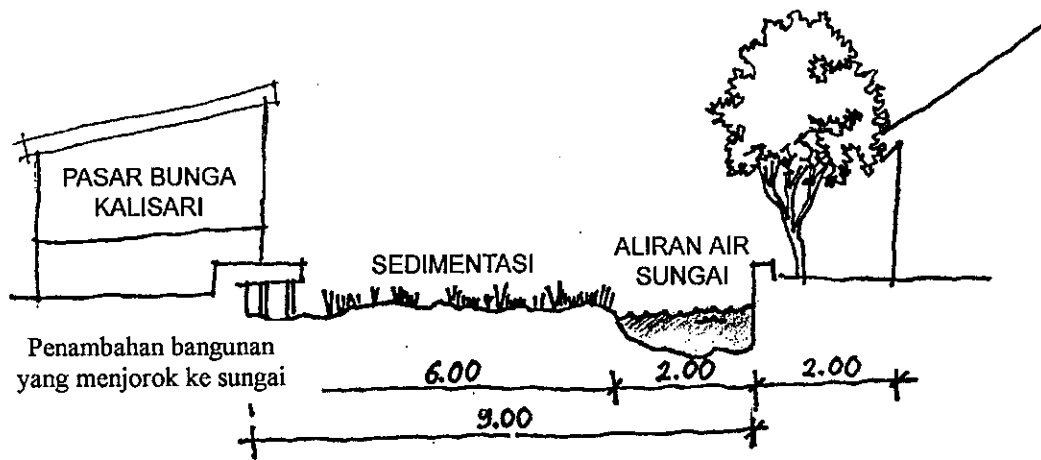 PASAR BUNGA
KALISARI
SEDIMENTASI
ALIRAN AIR
SUNGAI
Penambahan bangunan
yang menjorok ke sungai
6.00
2.00
2.00
9.00